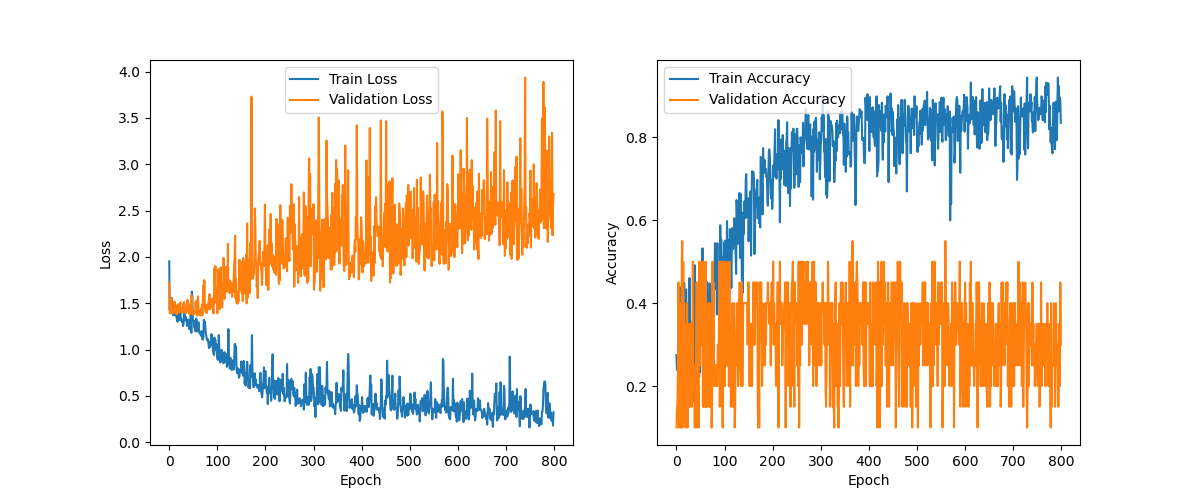 Train Loss
Validation Loss
4.0
3.5
3.0
2.5
2.0
1.5
1.0
0.5
0.0
Loss
0 100 200 300 400 500 600 700 800
Epoch
Train Accuracy
Validation Accuracy
0.8
0.6
0.4
0.2
Accuracy
0 100 200 300 400 500 600 700 800
Epoch